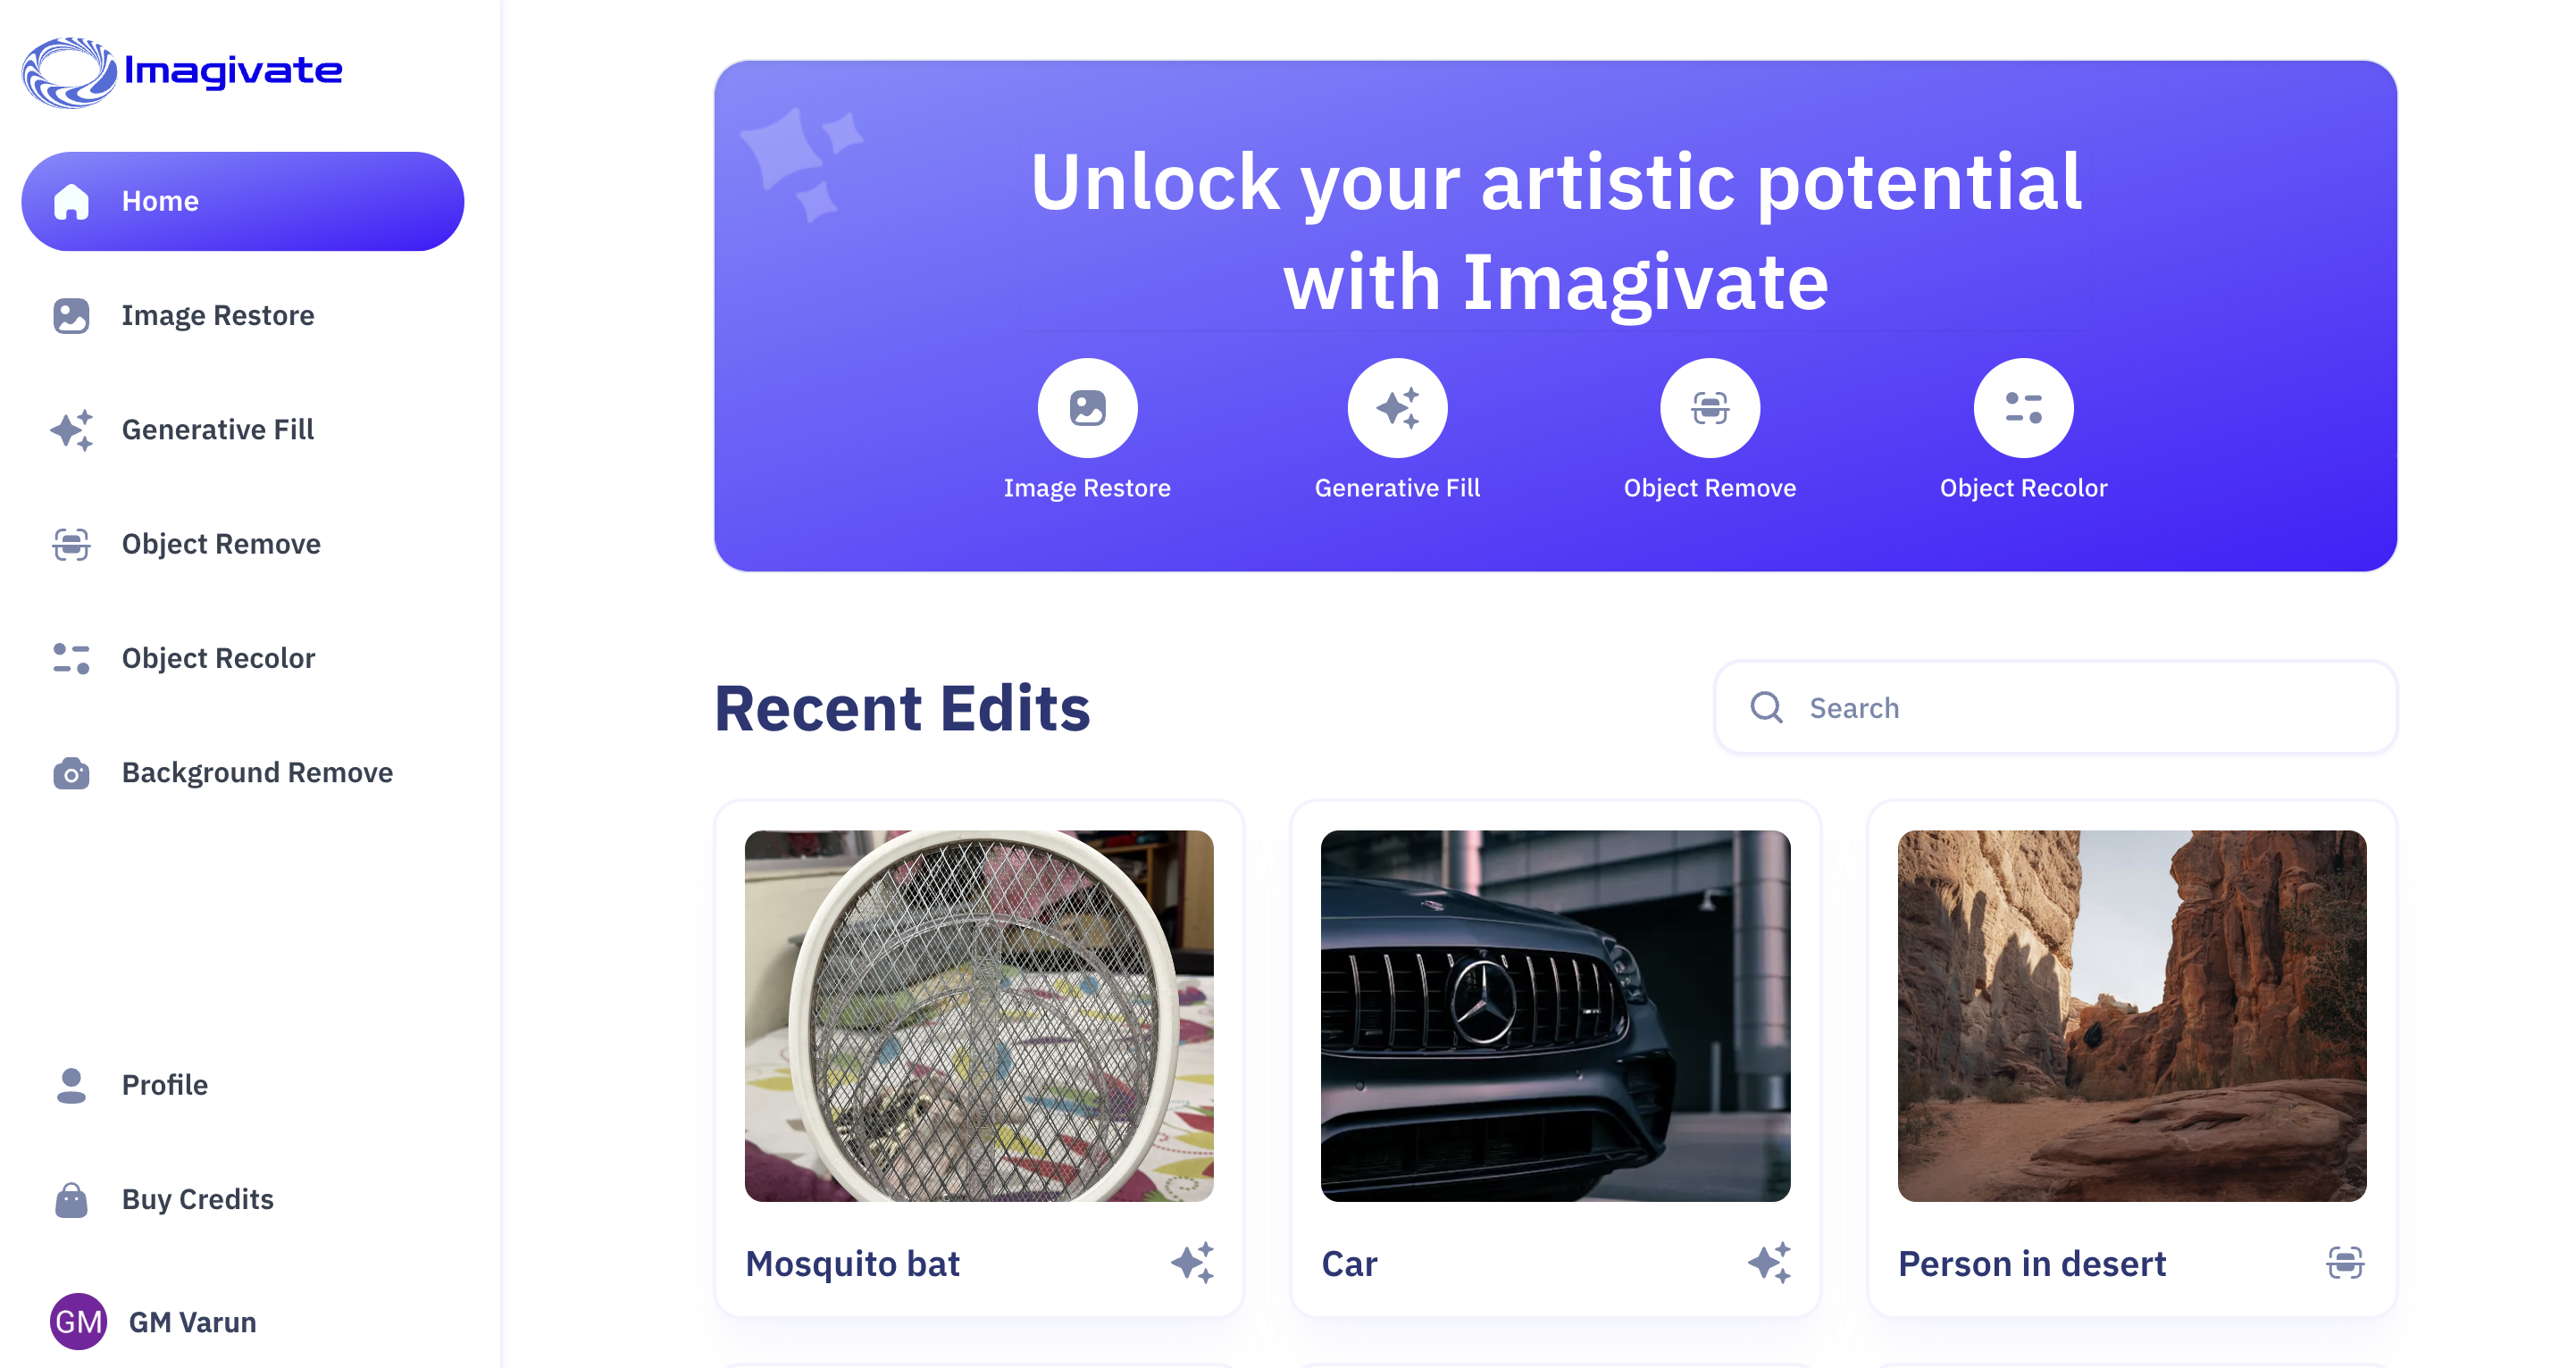 Imagivate
Home
Image Restore
Generative Fill
Object Remove
Object Recolor
Background Remove
Profile
Buy Credits
GM
GM Varun
Unlock your artistic potential
with Imagivate
Image Restore
Generative Fill
Object Remove
Object Recolor
Recent Edits
Search
Mosquito bat
Car
Person in desert